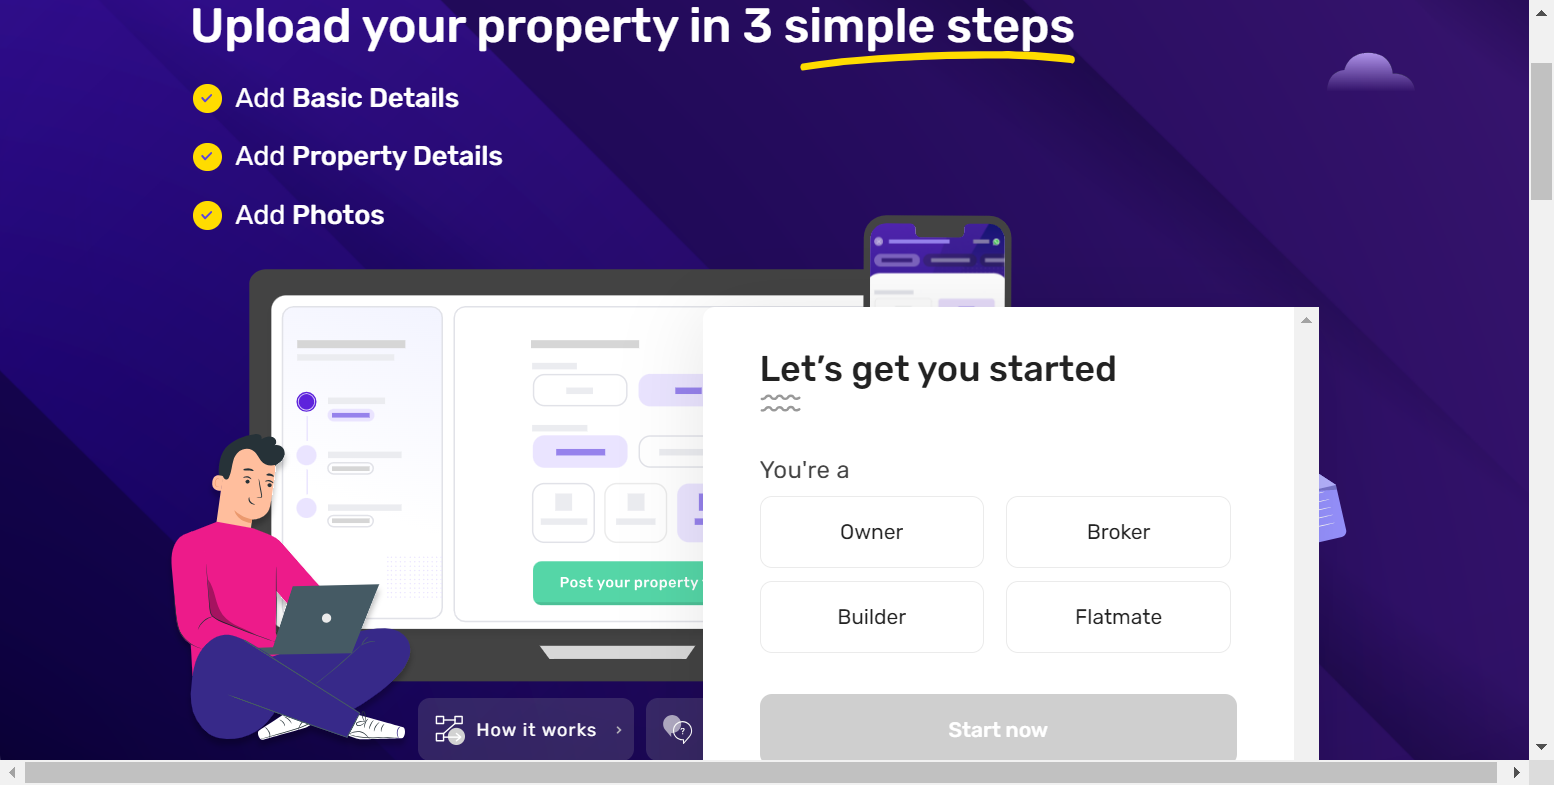 Upload your property in 3 simple steps
Add Basic Details
Add Property Details
Add Photos
Let's get you started
You're a
Owner
Broker
Builder
Flatmate
Post your property
How it works
?
Start now